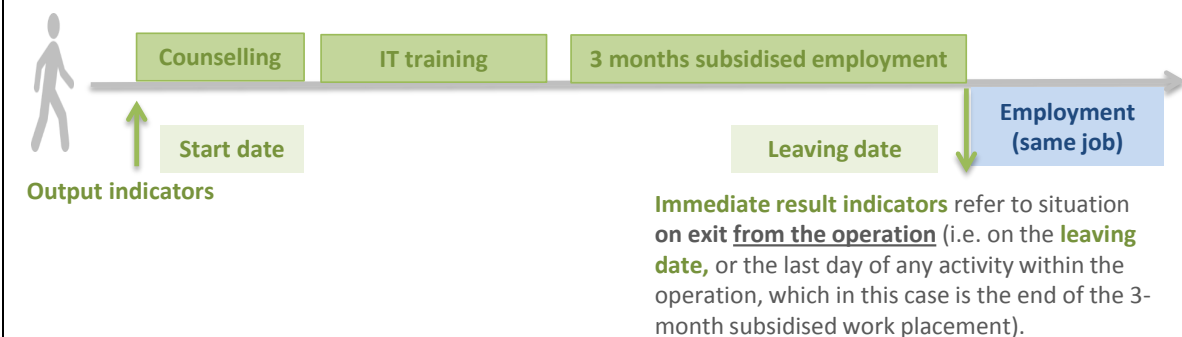 Counselling
IT training
3 months subsidised employment
Employment
(same job)
Start date
Leaving date
Output indicators
Immediate result indicators refer to situation
on exit from the operation (i.e. on the leaving
date, or the last day of any activity within the
operation, which in this case is the end of the 3-
month subsidised work placement).